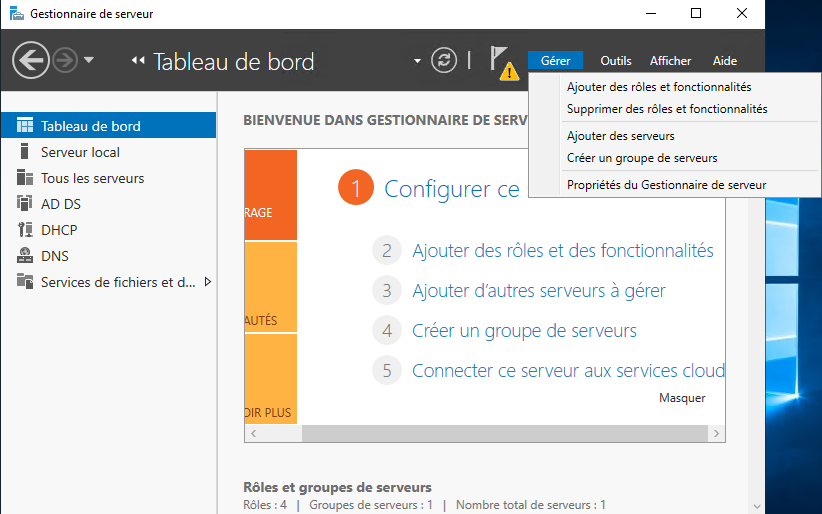 Gestionnaire de serveur
Tableau de bord
Gérer
Outils
Afficher
Aide
Ajouter des rôles et fonctionnalités
Supprimer des rôles et fonctionnalités
Ajouter des serveurs
Créer un groupe de serveurs
Propriétés du Gestionnaire de serveur
Tableau de bord
Serveur local
Tous les serveurs
AD DS
DHCP
DNS
Services de fichiers et d...
BIENVENUE DANS GESTIONNAIRE DE SERV
RAGE
AUTÉS
OIR PLUS
1 Configurer ce
2 Ajouter des rôles et des fonctionnalités
3 Ajouter d’autres serveurs à gérer
4 Créer un groupe de serveurs
5 Connecter ce serveur aux services cloud
Masquer
Rôles et groupes de serveurs
Rôles : 4 | Groupes de serveurs : 1 | Nombre total de serveurs : 1